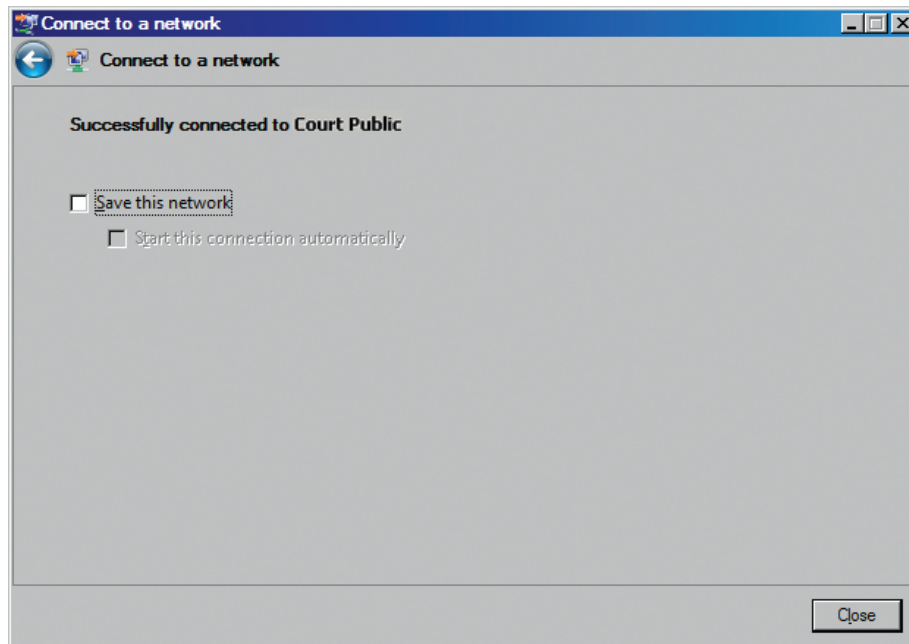 Connect to a network
Connect to a network
Successfully connected to Court Public
Save this network
Start this connection automatically
Close